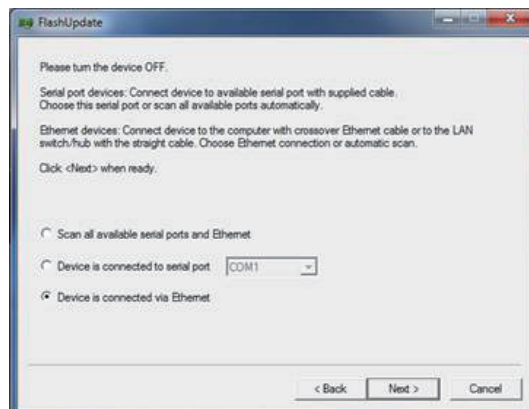 FlashUpdate
Please turn the device OFF.
Serial port devices: Connect device to available serial port with supplied cable.
Choose this serial port or scan all available ports automatically.
Ethernet devices: Connect device to the computer with crossover Ethernet cable or to the LAN
switch/hub with the straight cable. Choose Ethernet connection or automatic scan.
Click <Next> when ready.
Scan all available serial ports and Ethernet
Device is connected to serial port COM1
Device is connected via Ethernet
< Back Next > Cancel